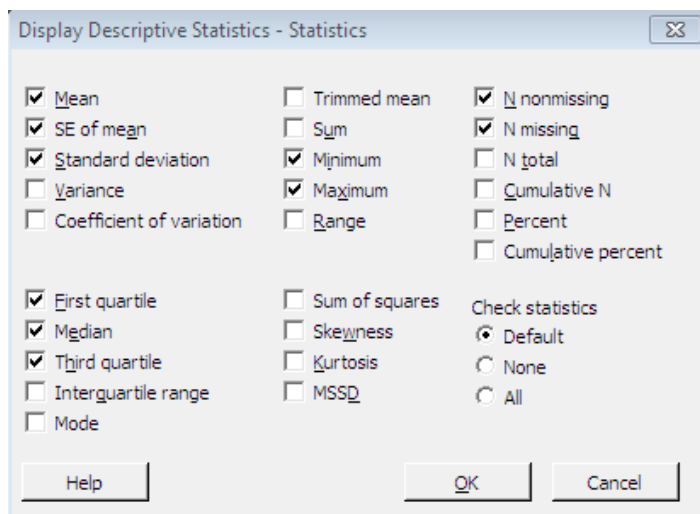 Display Descriptive Statistics - Statistics
Mean
SE of mean
Standard deviation
Variance
Coefficient of variation
Trimmed mean
Sum
Minimum
Maximum
Range
N nonmissing
N missing
N total
Cumulative N
Percent
Cumulative percent
First quartile
Median
Third quartile
Interquartile range
Mode
Sum of squares
Skewness
Kurtosis
MSSD
Check statistics
Default
None
All
Help
OK
Cancel